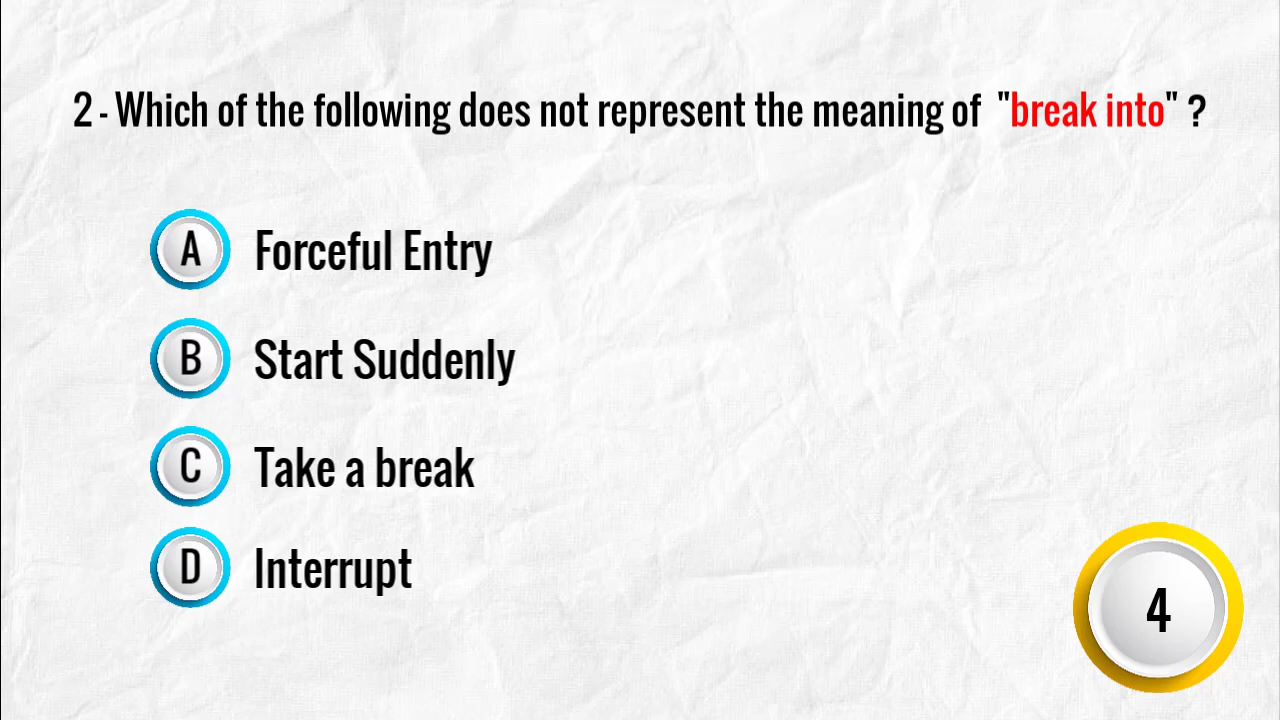 2 - Which of the following does not represent the meaning of "break into" ?
A Forceful Entry
B Start Suddenly
C Take a break
D Interrupt
4